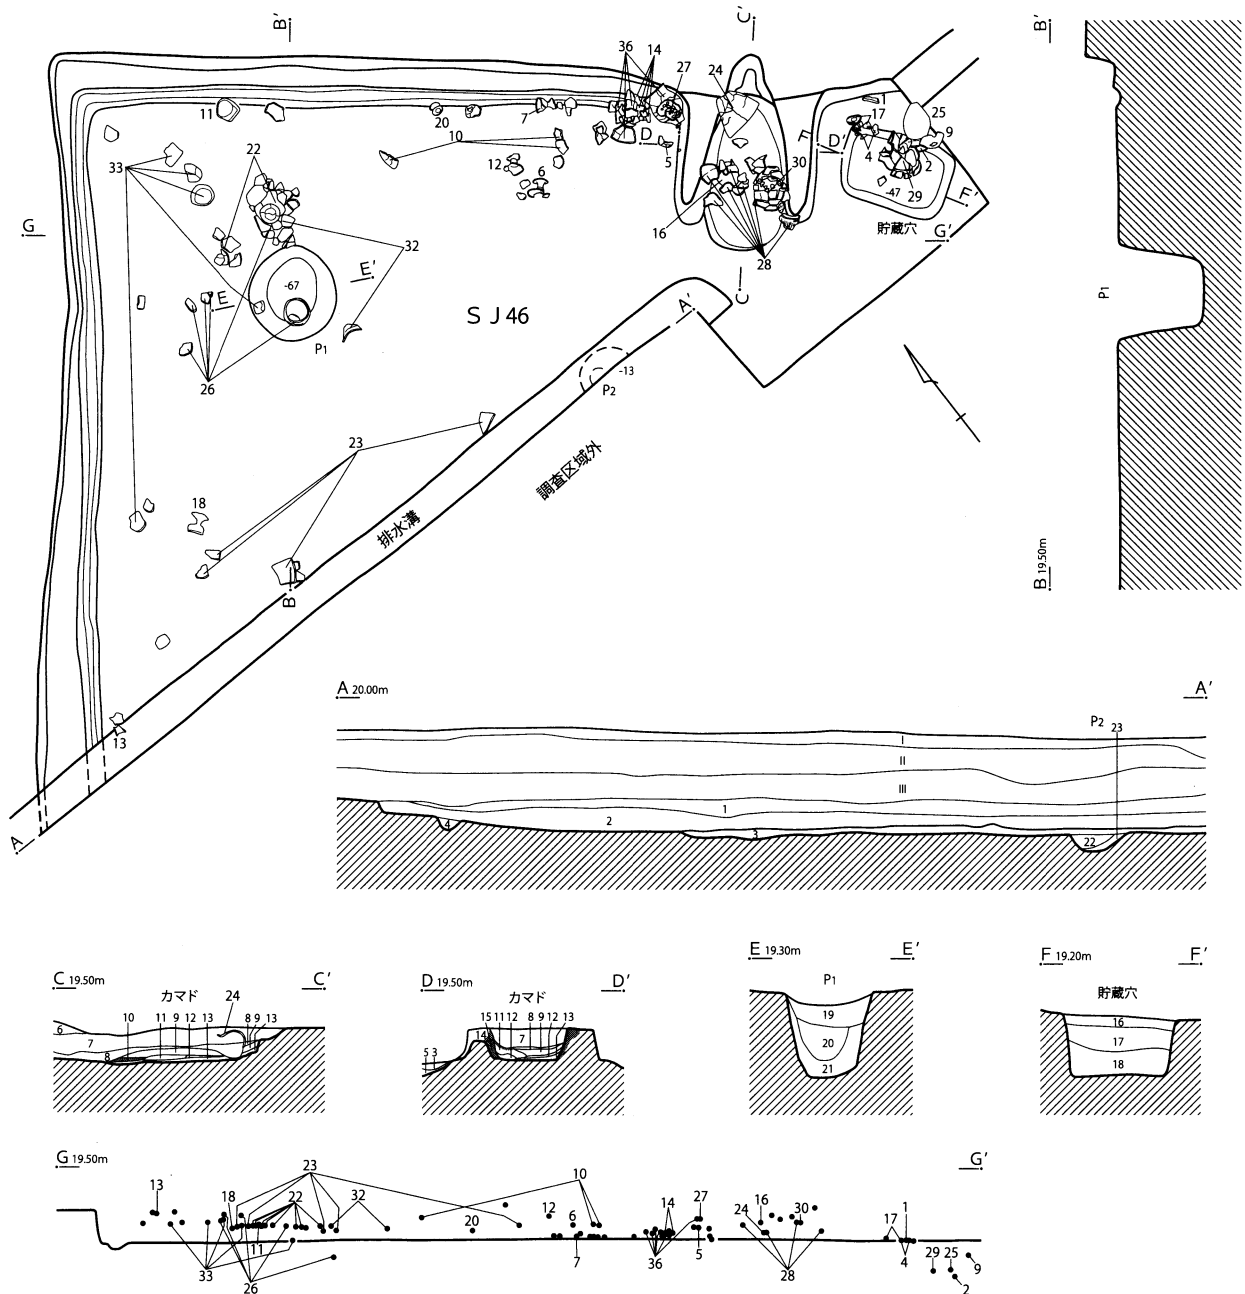 B' C' B'
36 14 27 24
11 20 7 D 5 F D' 1 17 25 9
33 22 10 12 6 30 4 2
-47 29 F'
16 28 貯蔵穴 G'
G
32
E' -67 E
C A'
SJ46
P1
P1
26
-13
P2
23
調査区域外
18
排水溝
B
B 19.50m
13
A
A 20.00m A'
P2 23
I
II
III
1
2
4 3 22
C 19.50m C'
カマド
24
10 11 9 12 13 8 9 13
6
7
8
D 19.50m D'
カマド
15 11 12 8 9 12 13
14 7
5 3
E 19.30m E'
P1
19
20
21
F 19.20m F'
貯蔵穴
16
17
18
G 19.50m G'
13 18 23 22 32 10 12 6 14 27 24 16 30 1 17
11 20 7 36 5 28 4 29 25 9
33 26 2